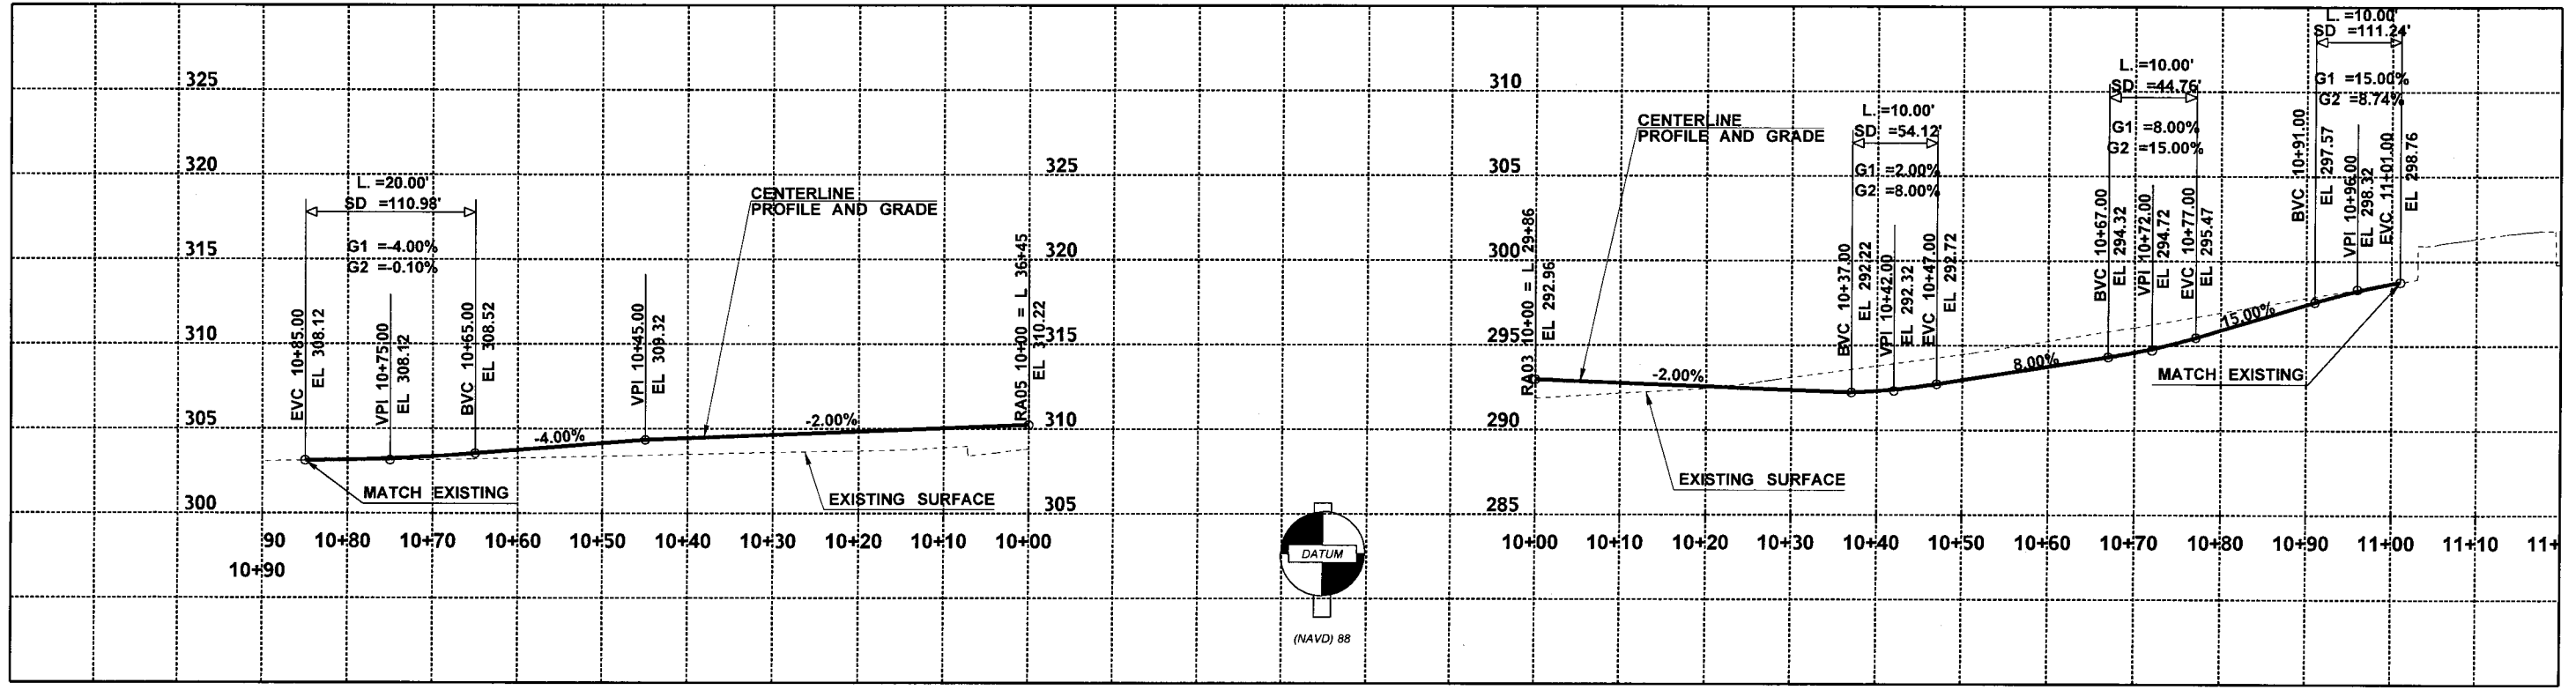 325
320
315
310
305
300
L. =20.00'
SD =110.98'
G1 =-4.00%
G2 =-0.10%
EVC 10+85.00
EL 308.12
VPI 10+75.00
EL 308.12
BVC 10+65.00
EL 308.52
VPI 10+45.00
EL 309.32
CENTERLINE
PROFILE AND GRADE
RA05 10+00 = L 36+45
EL 310.22
-4.00%
-2.00%
MATCH EXISTING
EXISTING SURFACE
325
320
315
310
305
90 10+80 10+70 10+60 10+50 10+40 10+30 10+20 10+10 10+00
10+90
DATUM
(NAVD) 88
310
305
300
295
290
285
RA03 10+00 = L 29+86
EL 292.96
CENTERLINE
PROFILE AND GRADE
-2.00%
EXISTING SURFACE
L. =10.00'
SD =54.12'
G1 =2.00%
G2 =8.00%
BVC 10+37.00
EL 292.22
VPI 10+42.00
EL 292.32
EVC 10+47.00
EL 292.72
8.00%
L. =10.00'
SD =44.76'
G1 =8.00%
G2 =15.00%
BVC 10+67.00
EL 294.32
VPI 10+72.00
EL 294.72
EVC 10+77.00
EL 295.47
15.00%
L. =10.00'
SD =111.24'
G1 =15.00%
G2 =8.74%
BVC 10+91.00
EL 297.57
VPI 10+96.00
EL 298.32
EVC 11+01.00
EL 298.76
MATCH EXISTING
10+00 10+10 10+20 10+30 10+40 10+50 10+60 10+70 10+80 10+90 11+00 11+10 11+